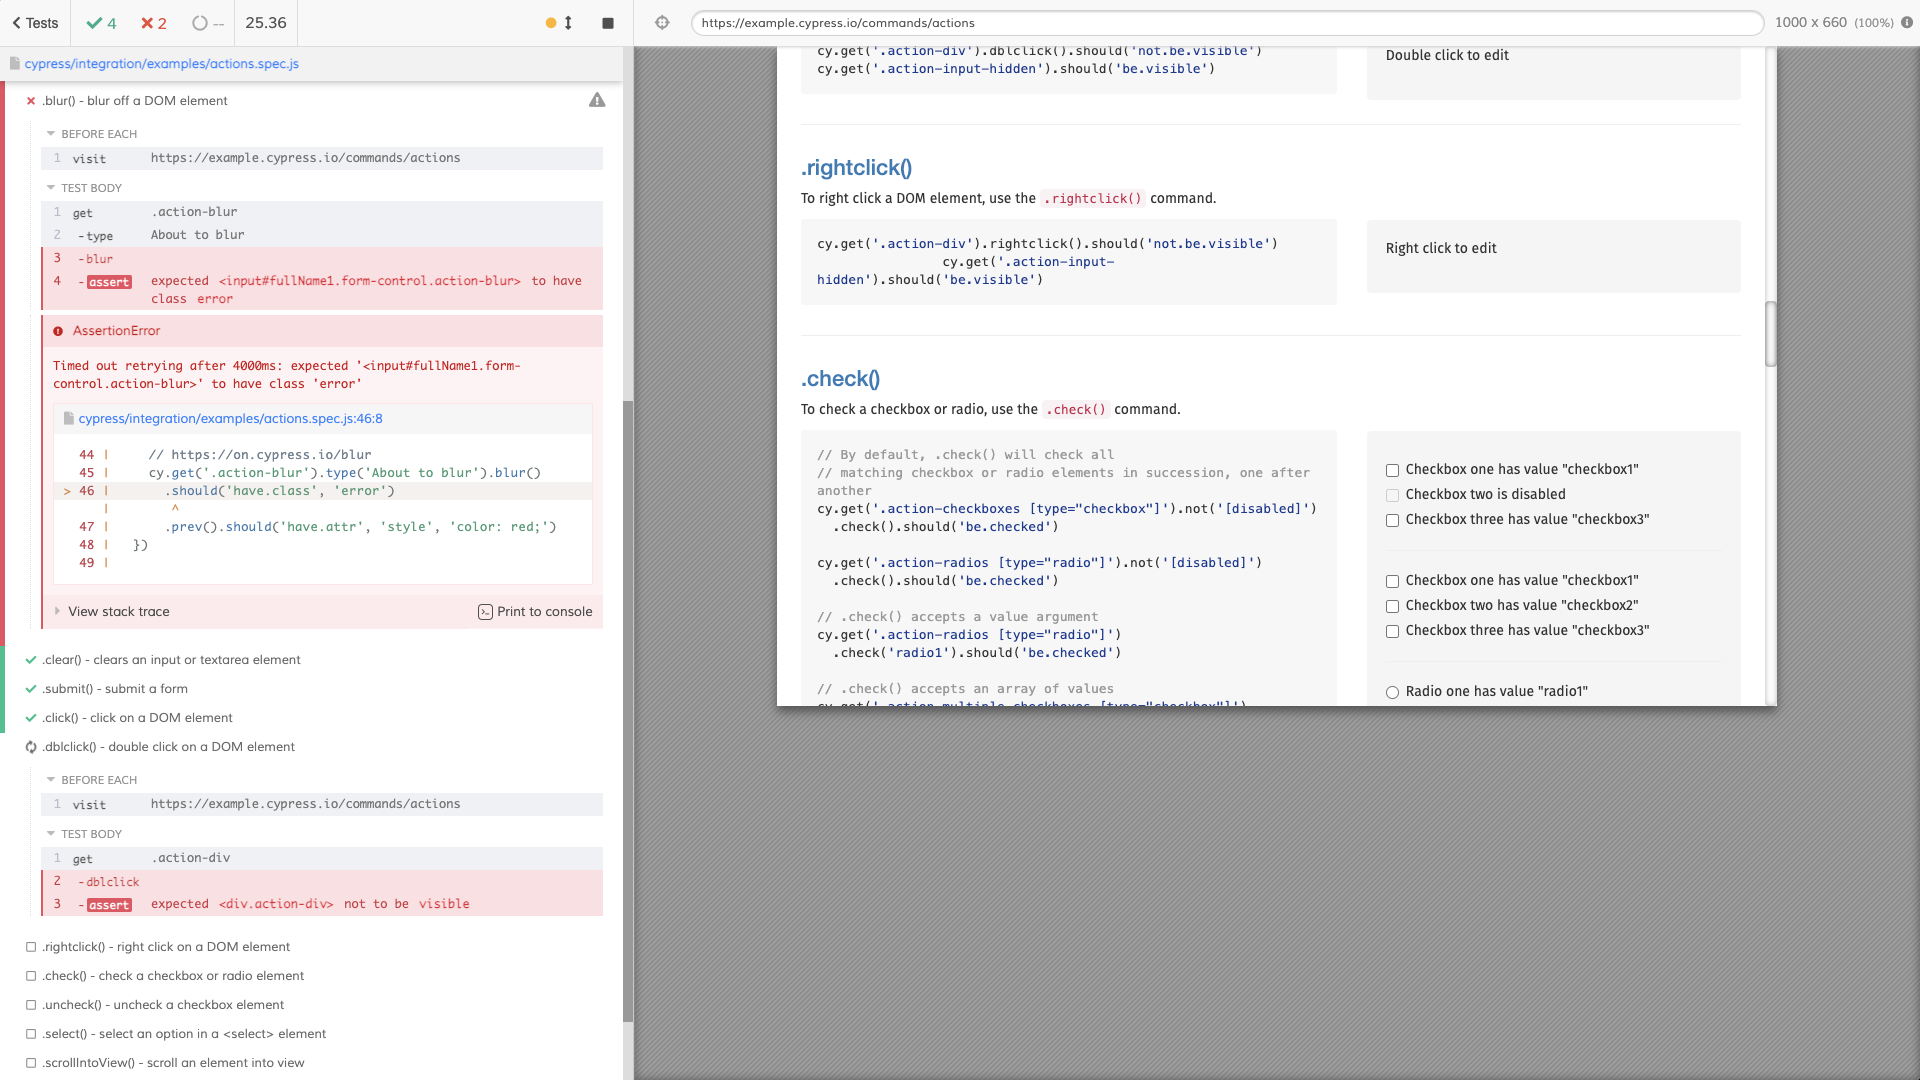 Tests
4
2
--
25.36
https://example.cypress.io/commands/actions
1000 x 660 (100%)
cypress/integration/examples/actions.spec.js
.blur() - blur off a DOM element
BEFORE EACH
1 visit https://example.cypress.io/commands/actions
TEST BODY
1 get .action-blur
2 -type About to blur
3 -blur
4 -assert expected <input#fullName1.form-control.action-blur> to have
class error
AssertionError
Timed out retrying after 4000ms: expected '<input#fullName1.form-
control.action-blur>' to have class 'error'
cypress/integration/examples/actions.spec.js:46:8
44 | // https://on.cypress.io/blur
45 | cy.get('.action-blur').type('About to blur').blur()
> 46 | .should('have.class', 'error')
| ^
47 | .prev().should('have.attr', 'style', 'color: red;')
48 | })
49 |
View stack trace
Print to console
.clear() - clears an input or textarea element
.submit() - submit a form
.click() - click on a DOM element
.dblclick() - double click on a DOM element
BEFORE EACH
1 visit https://example.cypress.io/commands/actions
TEST BODY
1 get .action-div
2 -dblclick
3 -assert expected <div.action-div> not to be visible
.rightclick() - right click on a DOM element
.check() - check a checkbox or radio element
.uncheck() - uncheck a checkbox element
.select() - select an option in a <select> element
.scrollIntoView() - scroll an element into view
cy.get('.action-div').dblclick().should('not.be.visible')
cy.get('.action-input-hidden').should('be.visible')
Double click to edit
.rightclick()
To right click a DOM element, use the .rightclick() command.
cy.get('.action-div').rightclick().should('not.be.visible')
cy.get('.action-input-
hidden').should('be.visible')
Right click to edit
.check()
To check a checkbox or radio, use the .check() command.
// By default, .check() will check all
// matching checkbox or radio elements in succession, one after
another
cy.get('.action-checkboxes [type="checkbox"]').not('[disabled]')
.check().should('be.checked')
cy.get('.action-radios [type="radio"]').not('[disabled]')
.check().should('be.checked')
// .check() accepts a value argument
cy.get('.action-radios [type="radio"]')
.check('radio1').should('be.checked')
// .check() accepts an array of values
cy.get('.action-multiple-checkboxes [type="checkbox"]')
Checkbox one has value "checkbox1"
Checkbox two is disabled
Checkbox three has value "checkbox3"
Checkbox one has value "checkbox1"
Checkbox two has value "checkbox2"
Checkbox three has value "checkbox3"
Radio one has value "radio1"